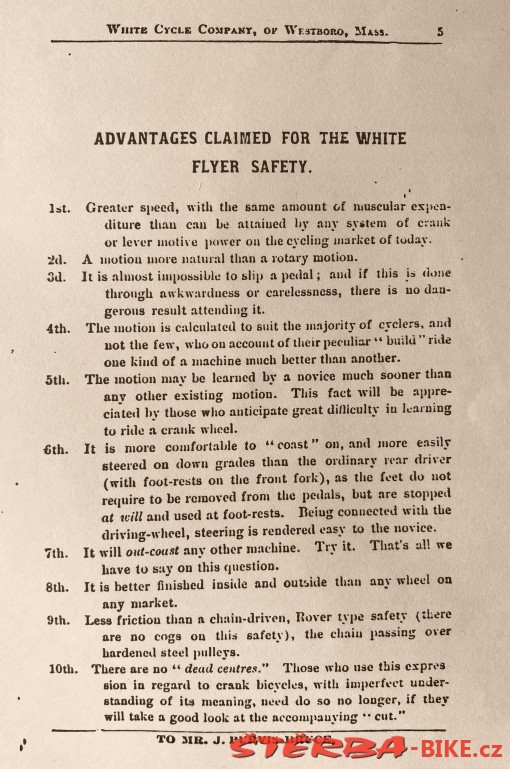 WHITE CYCLE COMPANY, OF WESTBORO, MASS. 5
ADVANTAGES CLAIMED FOR THE WHITE
FLYER SAFETY.
1st. Greater speed, with the same amount of muscular expen-
diture than can be attained by any system of crank
or lever motive power on the cycling market of today.
2d. A motion more natural than a rotary motion.
3d. It is almost impossible to slip a pedal; and if this is done
through awkwardness or carelessness, there is no dan-
gerous result attending it.
4th. The motion is calculated to suit the majority of cyclers, and
not the few, who on account of their peculiar "build" ride
one kind of a machine much better than another.
5th. The motion may be learned by a novice much sooner than
any other existing motion. This fact will be appre-
ciated by those who anticipate great difficulty in learning
to ride a crank wheel.
6th. It is more comfortable to "coast" on, and more easily
steered on down grades than the ordinary rear driver
(with foot-rests on the front fork), as the feet do not
require to be removed from the pedals, but are stopped
at will and used at foot-rests. Being connected with the
driving-wheel, steering is rendered easy to the novice.
7th. It will out-coast any other machine. Try it. That's all we
have to say on this question.
8th. It is better finished inside and outside than any wheel on
any market.
9th. Less friction than a chain-driven, Rover type safety (there
are no cogs on this safety), the chain passing over
hardened steel pulleys.
10th. There are no "dead centres." Those who use this expres
sion in regard to crank bicycles, with imperfect under-
standing of its meaning, need do so no longer, if they
will take a good look at the accompanying "cut."
TO MR. J. PURVIS BRUCE
STERBA-BIKE.cz